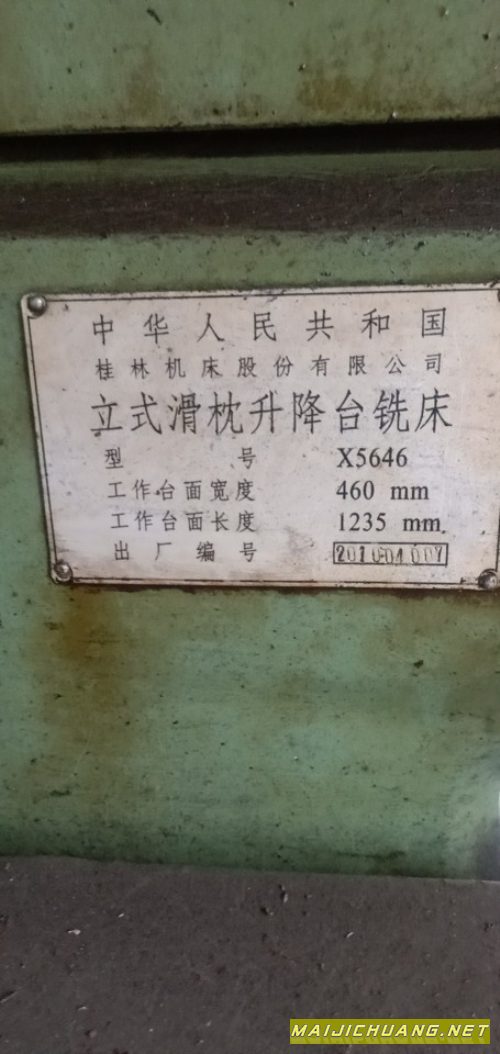 中华人民共和国
桂林机床股份有限公司
立式滑枕升降台铣床
型号 X5646
工作台面宽度 460 mm
工作台面长度 1235 mm
出厂编号
MAIJICHUANG.NET